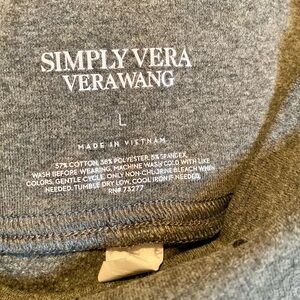 SIMPLY VERA
VERAWANG
L
MADE IN VIETNAM
57% COTTON, 38% POLYESTER, 5% SPANDEX.
WASH BEFORE WEARING, MACHINE WASH COLD WITH LIKE
COLORS, GENTLE CYCLE, ONLY NON-CHLORINE BLEACH WHEN
NEEDED, TUMBLE DRY LOW, COOL IRON IF NEEDED.
RN# 73277